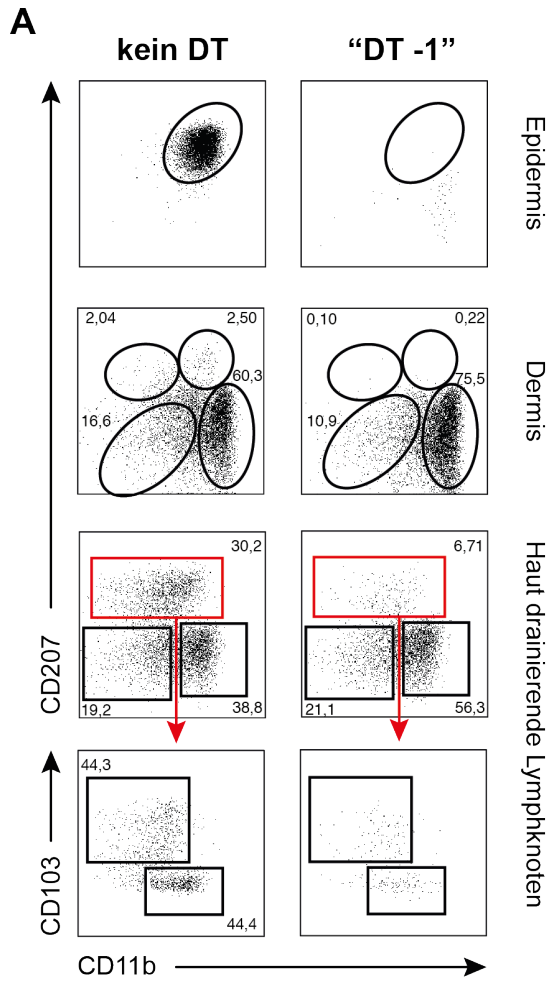 A
kein DT
“DT -1”
Epidermis
2,04
2,50
60,3
16,6
0,10
0,22
75,5
10,9
Dermis
30,2
19,2
38,8
6,71
21,1
56,3
44,3
44,4
Haut drainierende Lymphknoten
CD207
CD103
CD11b